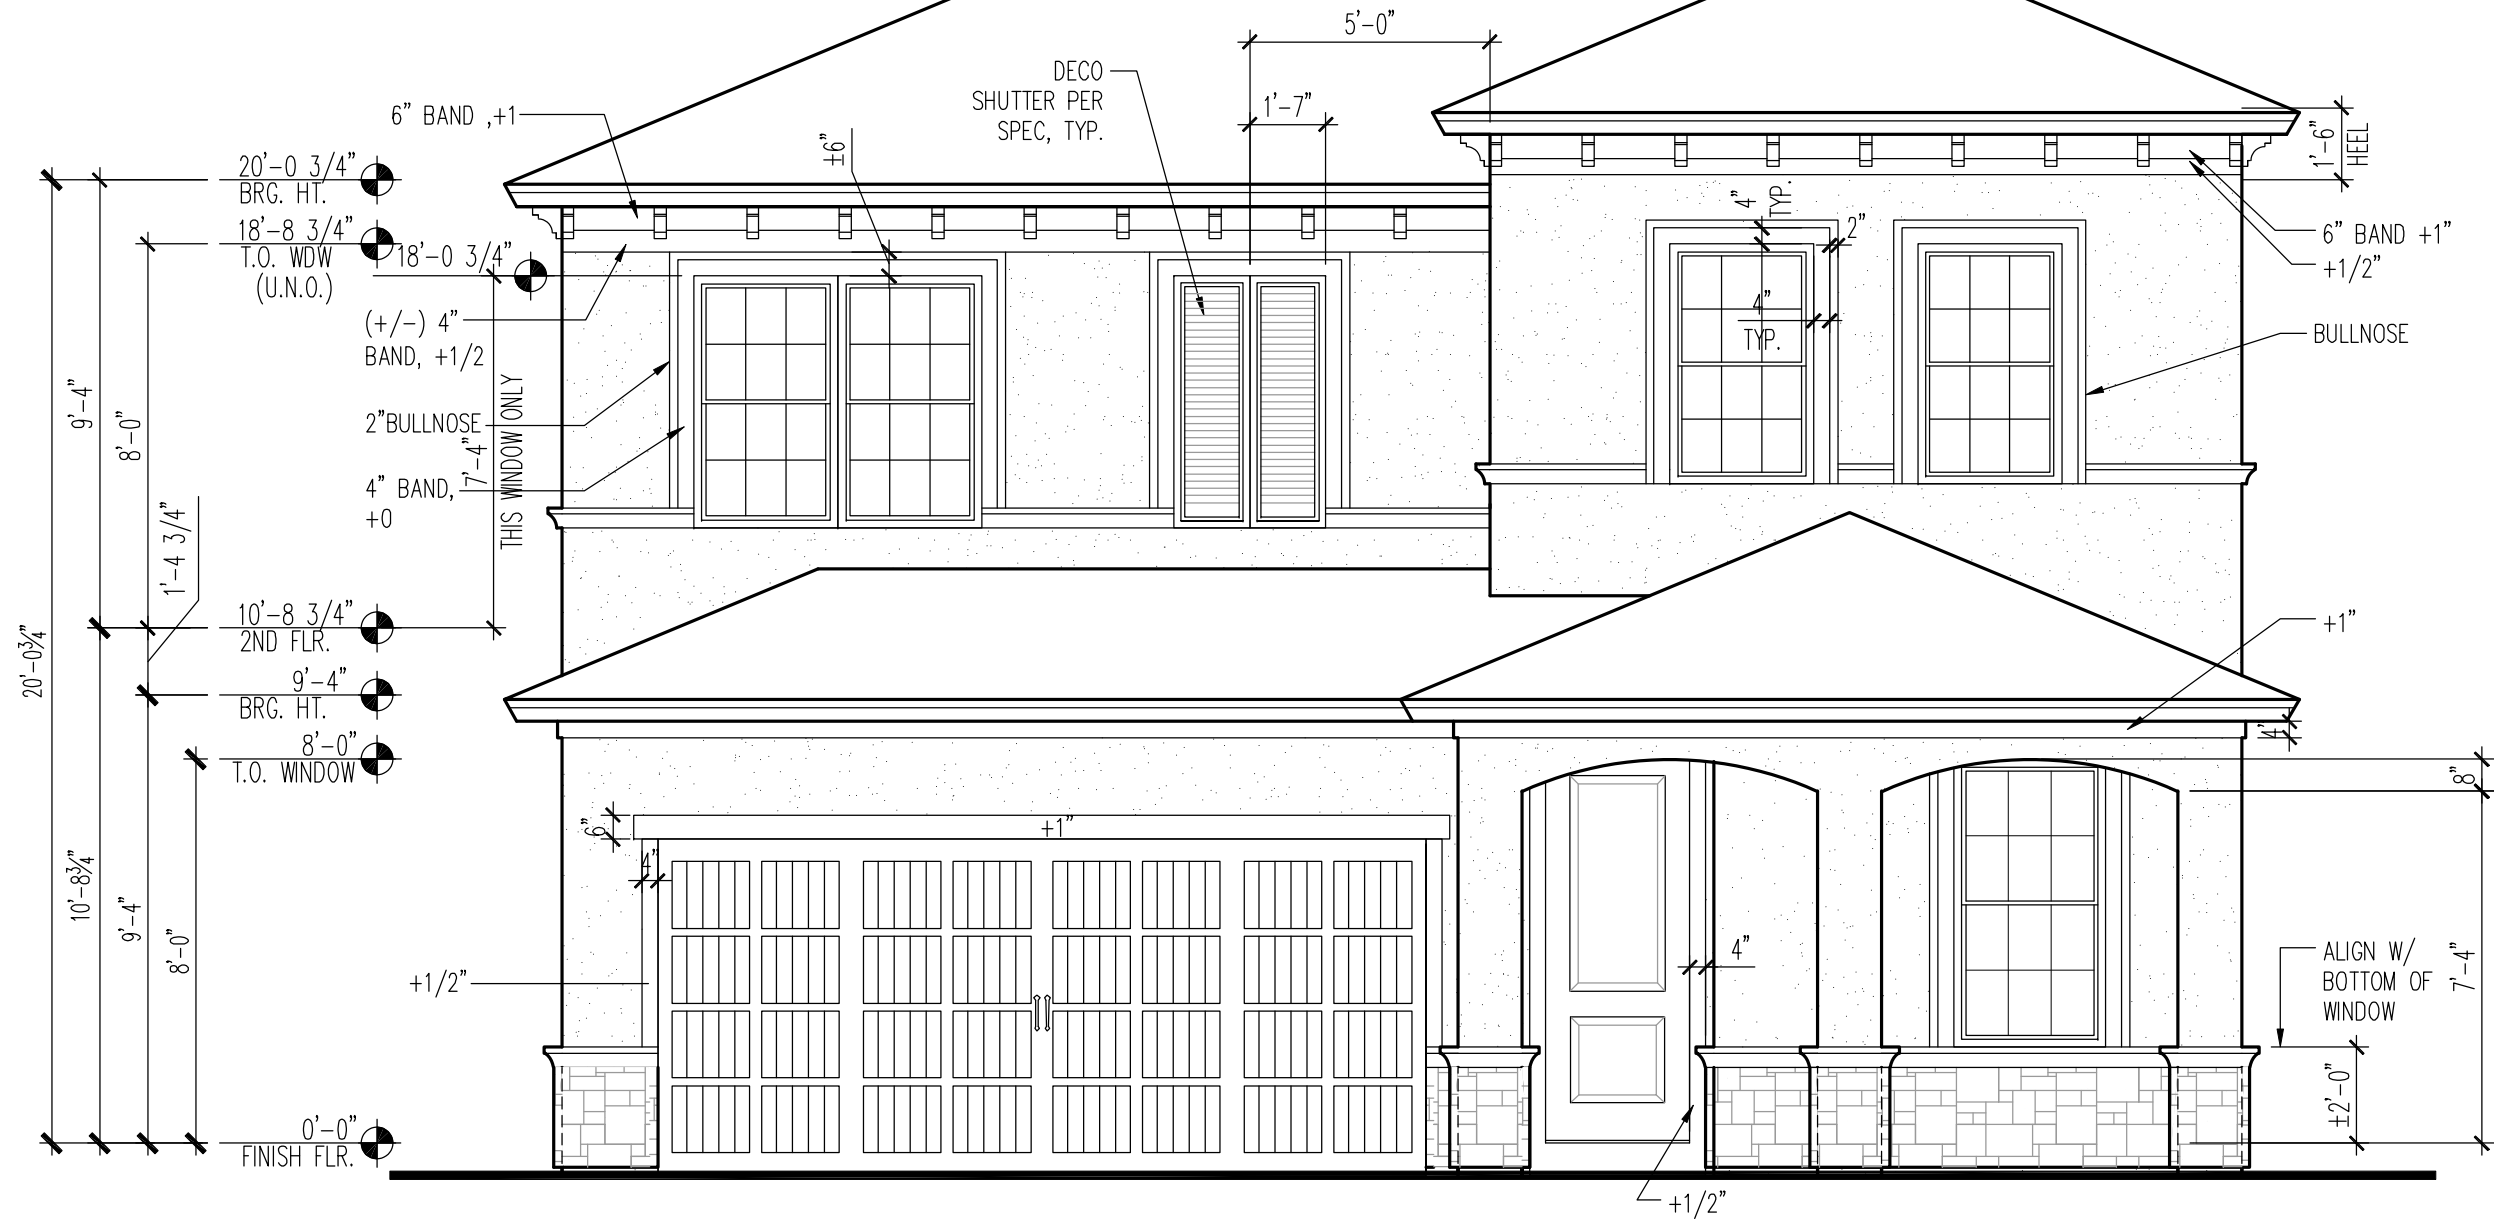 5'-0"
DECO
SHUTTER PER
SPEC, TYP.
1'-7"
6" BAND ,+1
±6"
1'-6"
HEEL
20'-0 3/4"
BRG. HT.
18'-8 3/4"
T.O. WDW
(U.N.O.)
18'-0 3/4"
4"
TYP.
2"
6" BAND +1"
+1/2"
(+/-) 4"
BAND, +1/2
4"
TYP.
BULLNOSE
9'-4"
8'-0"
2"BULLNOSE
7'-4"
THIS WINDOW ONLY
4" BAND,
+0
1'-4 3/4"
20'-0 3/4"
10'-8 3/4"
2ND FLR.
+1"
9'-4"
BRG. HT.
4"
8'-0"
T.O. WINDOW
8"
6"
+1"
4"
10'-8 3/4"
9'-4"
8'-0"
+1/2"
4"
ALIGN W/
BOTTOM OF
WINDOW
7'-4"
±2'-0"
0'-0"
FINISH FLR.
+1/2"